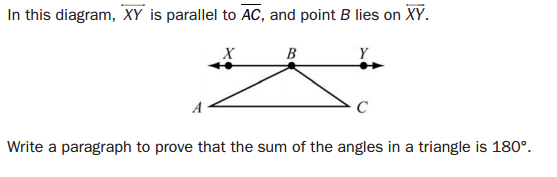 In this diagram, XY is parallel to AC, and point B lies on XY.
X B Y
A C
Write a paragraph to prove that the sum of the angles in a triangle is 180°.